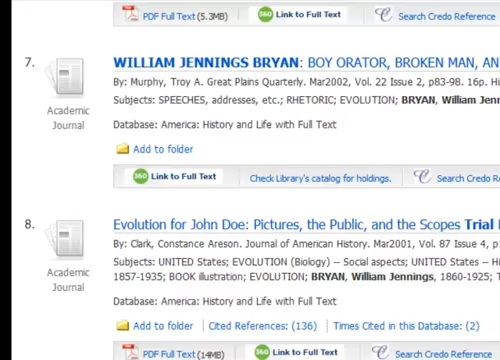 PDF Full Text (5.3MB) 360 Link to Full Text Search Credo Reference
7. WILLIAM JENNINGS BRYAN: BOY ORATOR, BROKEN MAN, AN
By: Murphy, Troy A. Great Plains Quarterly. Mar2002, Vol. 22 Issue 2, p83-98. 16p. Hi
Subjects: SPEECHES, addresses, etc.; RHETORIC; EVOLUTION; BRYAN, William Jenn
Academic
Journal
Database: America: History and Life with Full Text
Add to folder
360 Link to Full Text Check Library's catalog for holdings. Search Credo R
8. Evolution for John Doe: Pictures, the Public, and the Scopes Trial
By: Clark, Constance Areson. Journal of American History. Mar2001, Vol. 87 Issue 4, p
Subjects: UNITED States; EVOLUTION (Biology) -- Social aspects; UNITED States -- Hi
1857-1935; BOOK illustration; EVOLUTION; BRYAN, William Jennings, 1860-1925; T
Academic
Journal
Database: America: History and Life with Full Text
Add to folder Cited References: (136) Times Cited in this Database: (2)
PDF Full Text (14MB) 360 Link to Full Text Search Credo Reference